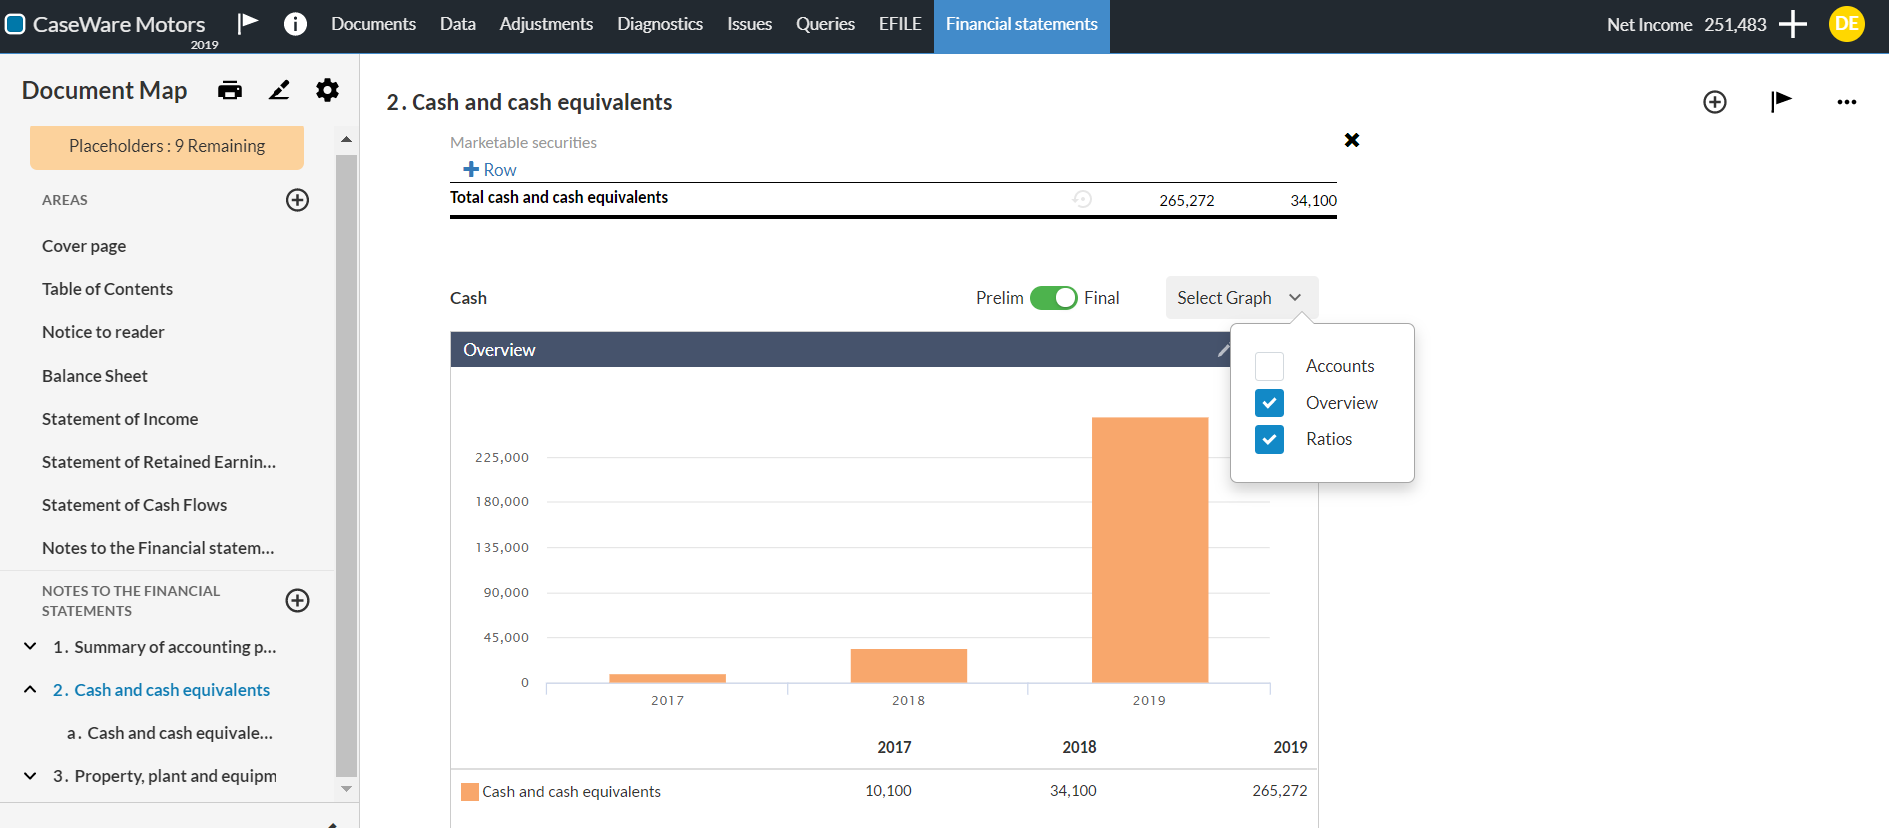 CaseWare Motors
2019
Documents Data Adjustments Diagnostics Issues Queries EFILE Financial statements
Net Income 251,483
DE
Document Map
Placeholders : 9 Remaining
AREAS
Cover page
Table of Contents
Notice to reader
Balance Sheet
Statement of Income
Statement of Retained Earnin...
Statement of Cash Flows
Notes to the Financial statem...
NOTES TO THE FINANCIAL
STATEMENTS
1. Summary of accounting p...
2. Cash and cash equivalents
a. Cash and cash equivale...
3. Property, plant and equipm
2. Cash and cash equivalents
Marketable securities
Row
Total cash and cash equivalents 265,272 34,100
Cash
Prelim Final
Select Graph
Accounts
Overview
Ratios
Overview
225,000
180,000
135,000
90,000
45,000
0
2017 2018 2019
2017 2018 2019
Cash and cash equivalents 10,100 34,100 265,272